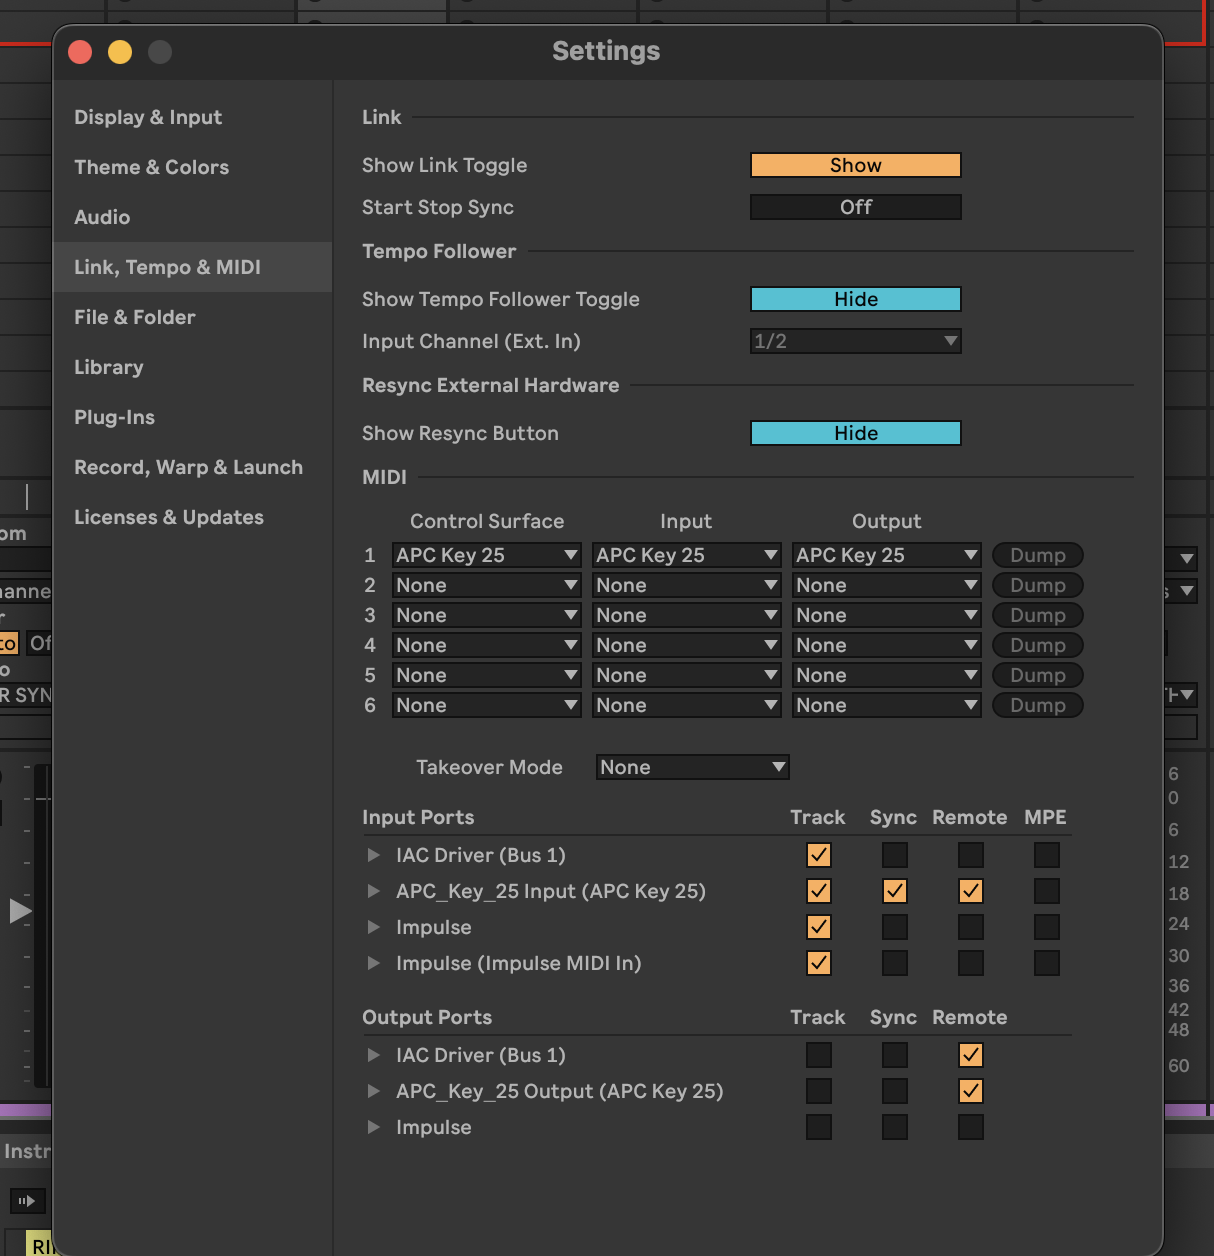 Settings
Display & Input
Theme & Colors
Audio
Link, Tempo & MIDI
File & Folder
Library
Plug-Ins
Record, Warp & Launch
Licenses & Updates
Link
Show Link Toggle Show
Start Stop Sync Off
Tempo Follower
Show Tempo Follower Toggle Hide
Input Channel (Ext. In) 1/2
Resync External Hardware
Show Resync Button Hide
MIDI
Control Surface Input Output
1 APC Key 25 APC Key 25 APC Key 25 Dump
2 None None None Dump
3 None None None Dump
4 None None None Dump
5 None None None Dump
6 None None None Dump
Takeover Mode None
Input Ports Track Sync Remote MPE
IAC Driver (Bus 1)
APC_Key_25 Input (APC Key 25)
Impulse
Impulse (Impulse MIDI In)
Output Ports Track Sync Remote
IAC Driver (Bus 1)
APC_Key_25 Output (APC Key 25)
Impulse
om
hanne
r
to Of
o
R SYN
Instr
RI
s
6
0
6
12
18
24
30
36
42
48
60